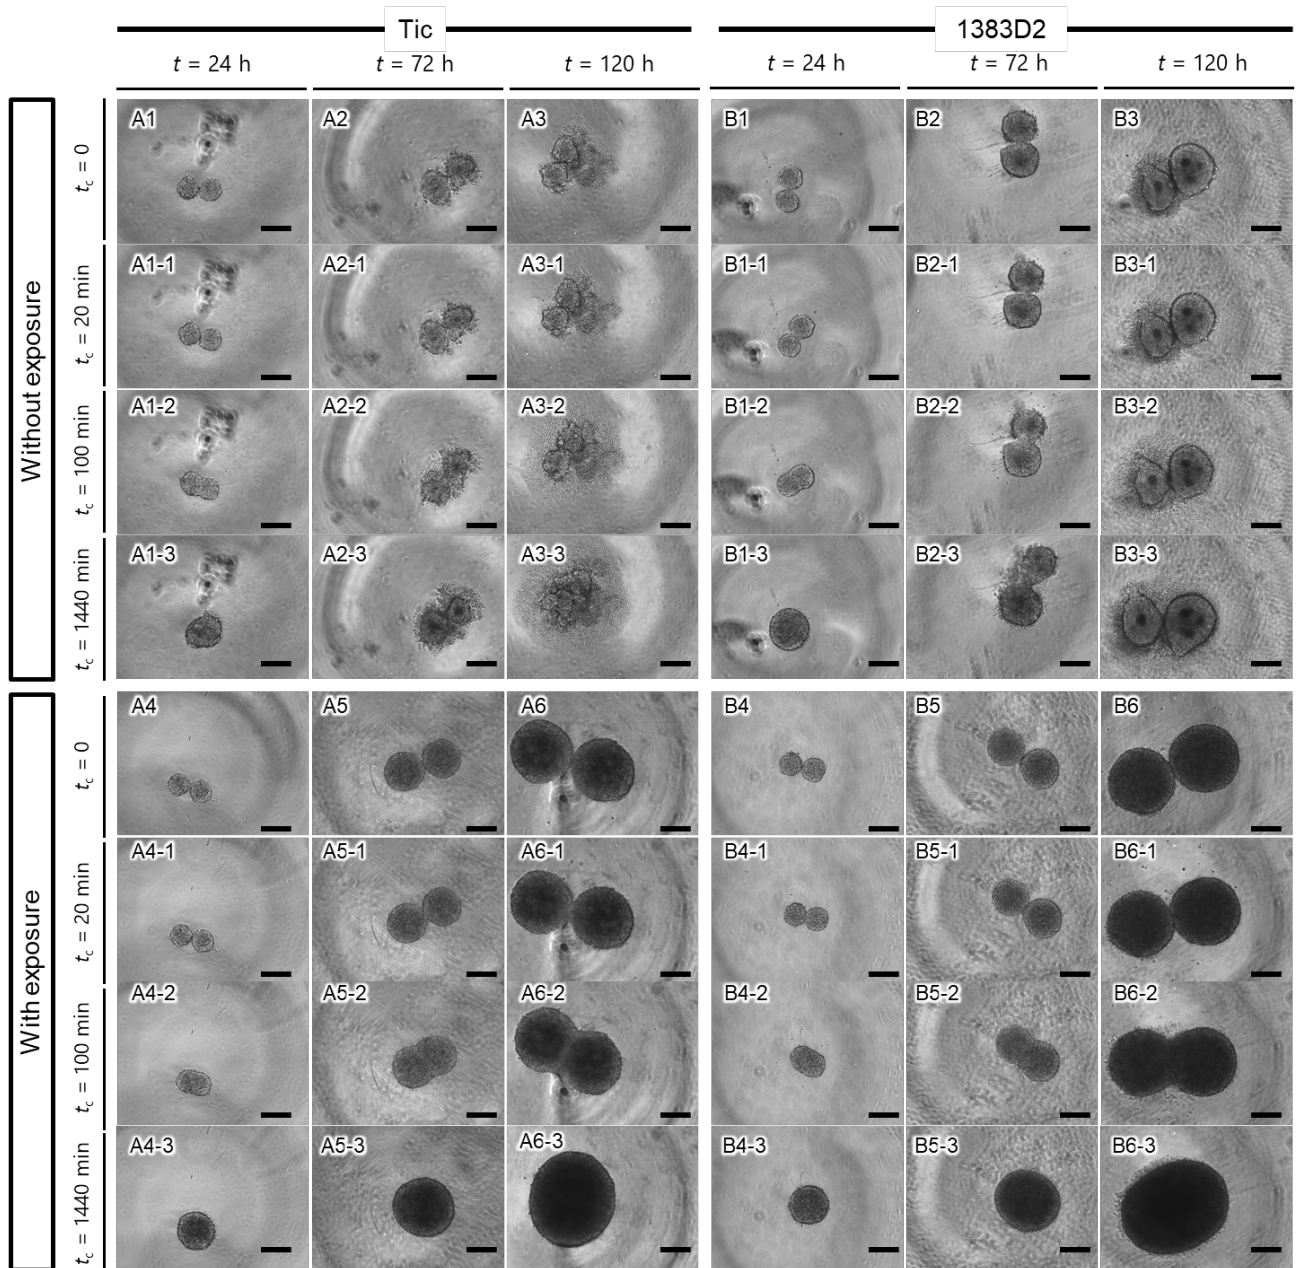 Tic 1383D2
t = 24 h t = 72 h t = 120 h t = 24 h t = 72 h t = 120 h
Without exposure
tc = 0
A1 A2 A3 B1 B2 B3
tc = 20 min
A1-1 A2-1 A3-1 B1-1 B2-1 B3-1
tc = 100 min
A1-2 A2-2 A3-2 B1-2 B2-2 B3-2
tc = 1440 min
A1-3 A2-3 A3-3 B1-3 B2-3 B3-3
With exposure
tc = 0
A4 A5 A6 B4 B5 B6
tc = 20 min
A4-1 A5-1 A6-1 B4-1 B5-1 B6-1
tc = 100 min
A4-2 A5-2 A6-2 B4-2 B5-2 B6-2
tc = 1440 min
A4-3 A5-3 A6-3 B4-3 B5-3 B6-3